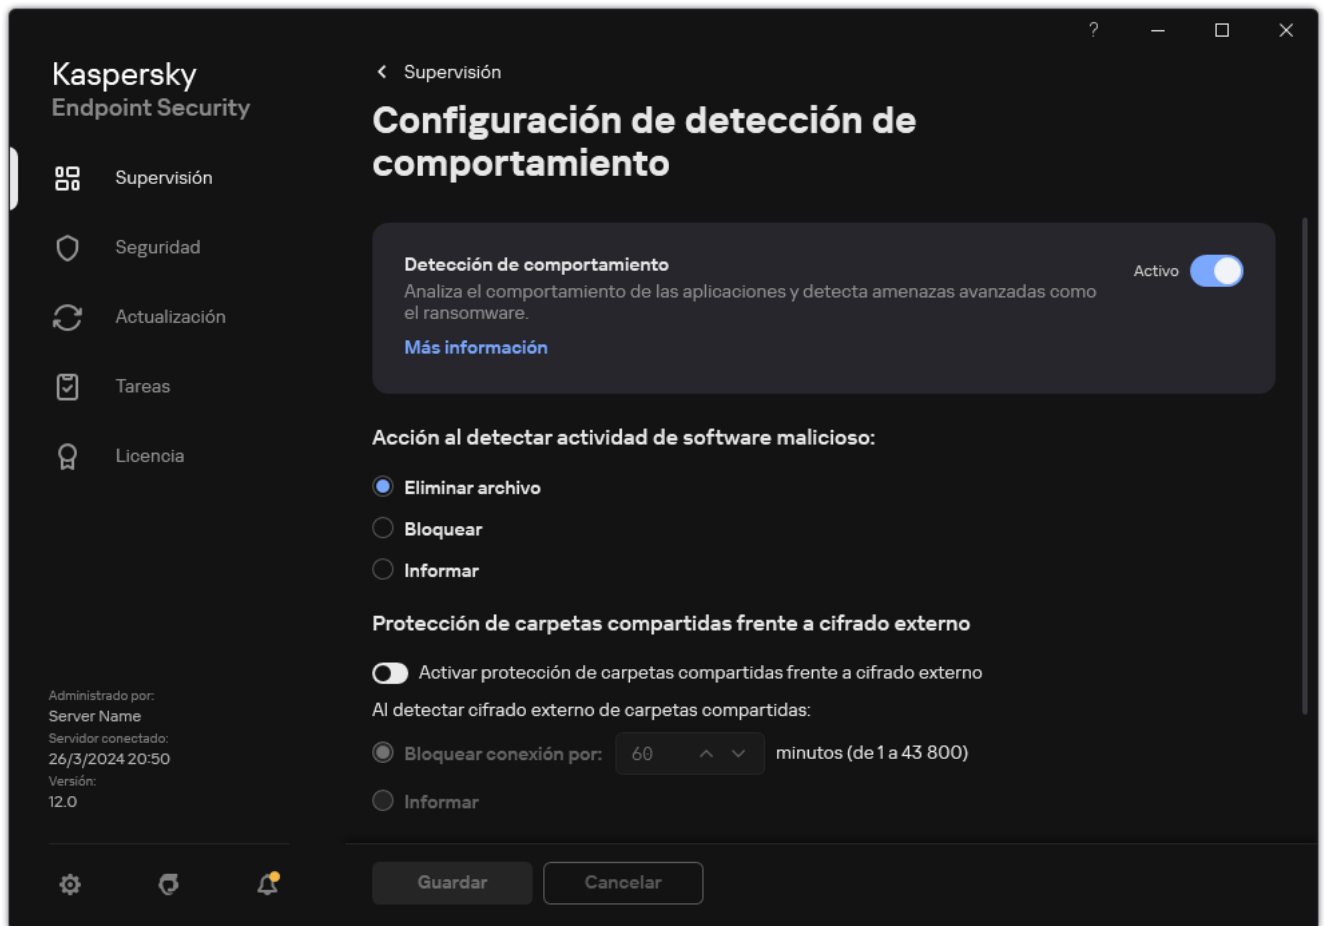 ?
Kaspersky
Endpoint Security
Supervisión
Seguridad
Actualización
Tareas
Licencia
Administrado por:
Server Name
Servidor conectado:
26/3/2024 20:50
Versión:
12.0
Supervisión
Configuración de detección de
comportamiento
Detección de comportamiento
Analiza el comportamiento de las aplicaciones y detecta amenazas avanzadas como
el ransomware.
Más información
Activo
Acción al detectar actividad de software malicioso:
Eliminar archivo
Bloquear
Informar
Protección de carpetas compartidas frente a cifrado externo
Activar protección de carpetas compartidas frente a cifrado externo
Al detectar cifrado externo de carpetas compartidas:
Bloquear conexión por: 60 minutos (de 1 a 43 800)
Informar
Guardar Cancelar